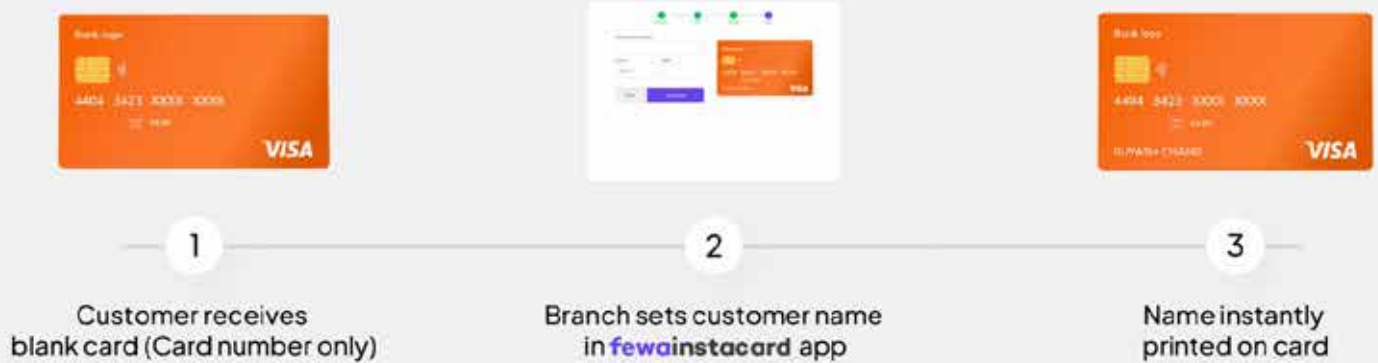 Bank logo
4404 3423 XXXX XXXX
VISA
VISA
Bank logo
4404 3423 XXXX XXXX
VISA
1
2
3
Customer receives
blank card (Card number only)
Branch sets customer name
in fewainstacard app
Name instantly
printed on card